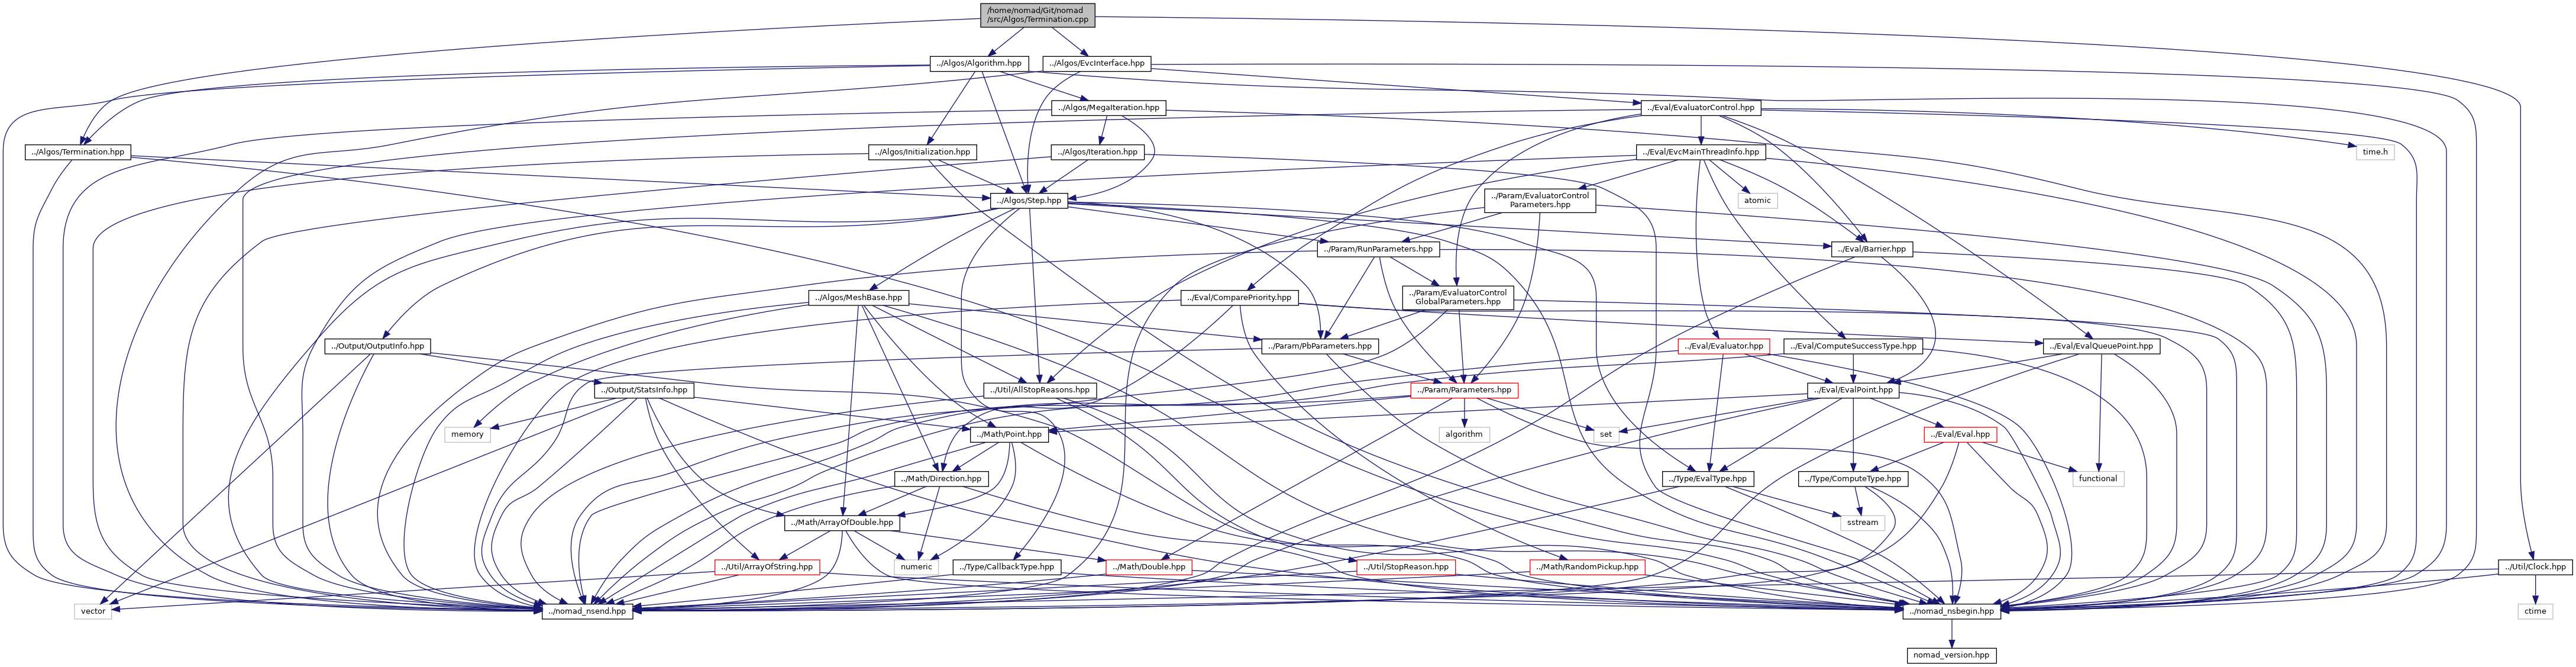 /home/nomad/Git/nomad
/src/Algos/Termination.cpp
../Algos/Algorithm.hpp
../Algos/EvcInterface.hpp
../Algos/MegaIteration.hpp
../Eval/EvaluatorControl.hpp
../Algos/Termination.hpp
../Algos/Initialization.hpp
../Algos/Iteration.hpp
../Eval/EvcMainThreadInfo.hpp
time.h
../Algos/Step.hpp
../Param/EvaluatorControl
Parameters.hpp
atomic
../Param/RunParameters.hpp
../Eval/Barrier.hpp
../Algos/MeshBase.hpp
../Eval/ComparePriority.hpp
../Param/EvaluatorControl
GlobalParameters.hpp
../Output/OutputInfo.hpp
../Param/PbParameters.hpp
../Eval/Evaluator.hpp
../Eval/ComputeSuccessType.hpp
../Eval/EvalQueuePoint.hpp
../Output/StatsInfo.hpp
../Util/AllStopReasons.hpp
../Param/Parameters.hpp
../Eval/EvalPoint.hpp
memory
../Math/Point.hpp
algorithm
set
../Eval/Eval.hpp
../Math/Direction.hpp
../Type/EvalType.hpp
../Type/ComputeType.hpp
functional
../Math/ArrayOfDouble.hpp
sstream
../Util/ArrayOfString.hpp
numeric
../Type/CallbackType.hpp
../Math/Double.hpp
../Util/StopReason.hpp
../Math/RandomPickup.hpp
../Util/Clock.hpp
vector
../nomad_nsend.hpp
../nomad_nsbegin.hpp
ctime
nomad_version.hpp